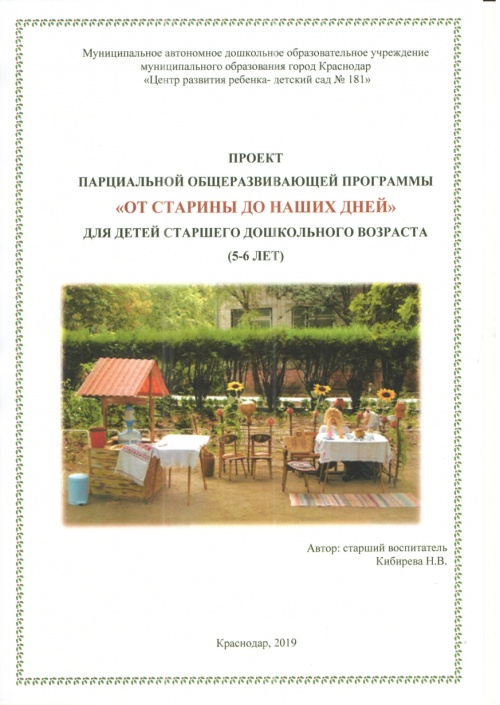 Муниципальное автономное дошкольное образовательное учреждение
муниципального образования город Краснодар
«Центр развития ребенка- детский сад № 181»
ПРОЕКТ
ПАРЦИАЛЬНОЙ ОБЩЕРАЗВИВАЮЩЕЙ ПРОГРАММЫ
«ОТ СТАРИНЫ ДО НАШИХ ДНЕЙ»
ДЛЯ ДЕТЕЙ СТАРШЕГО ДОШКОЛЬНОГО ВОЗРАСТА
(5-6 ЛЕТ)
Автор: старший воспитатель
Кибирева Н.В.
Краснодар, 2019